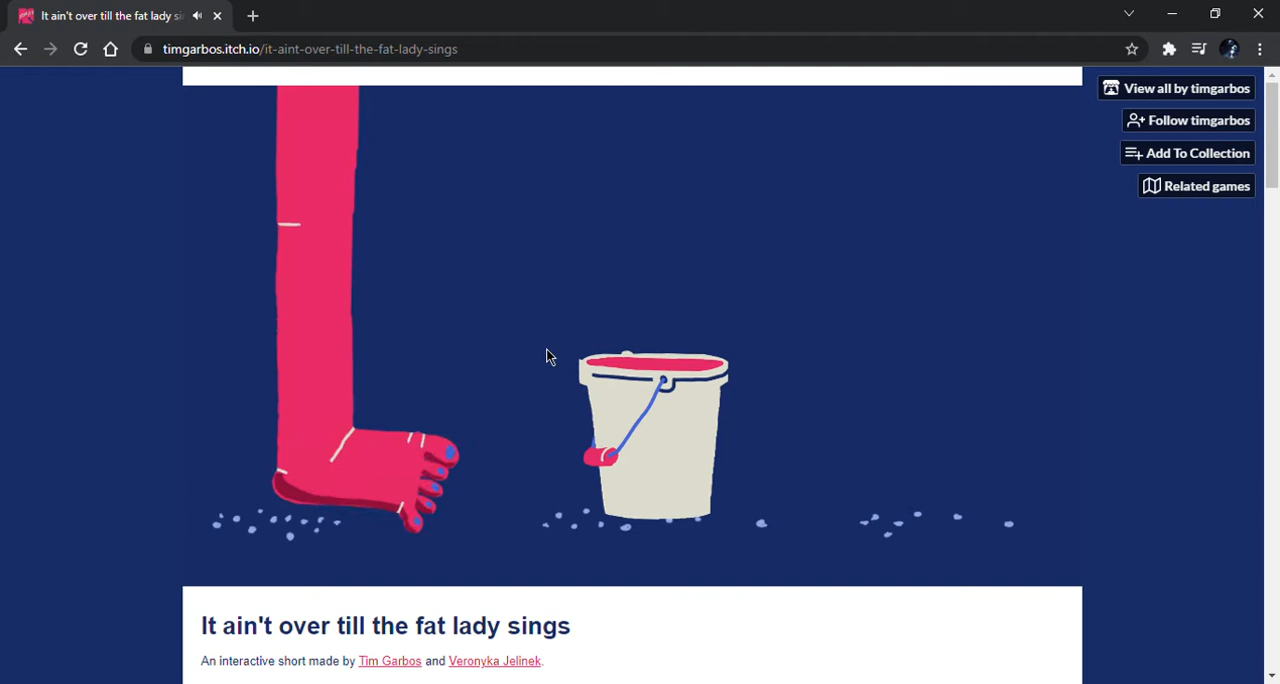 It ain't over till the fat lady si
timgarbos.itch.io/it-aint-over-till-the-fat-lady-sings
View all by timgarbos
Follow timgarbos
Add To Collection
Related games
It ain't over till the fat lady sings
An interactive short made by Tim Garbos and Veronyka Jelinek.